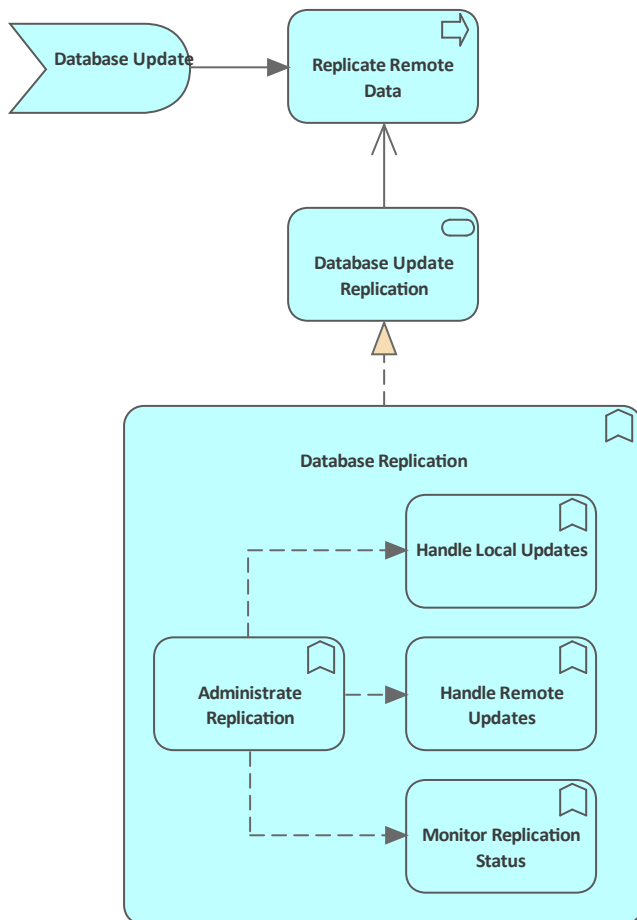 Database Update
Replicate Remote
Data
Database Update
Replication
Database Replication
Handle Local Updates
Administrate
Replication
Handle Remote
Updates
Monitor Replication
Status